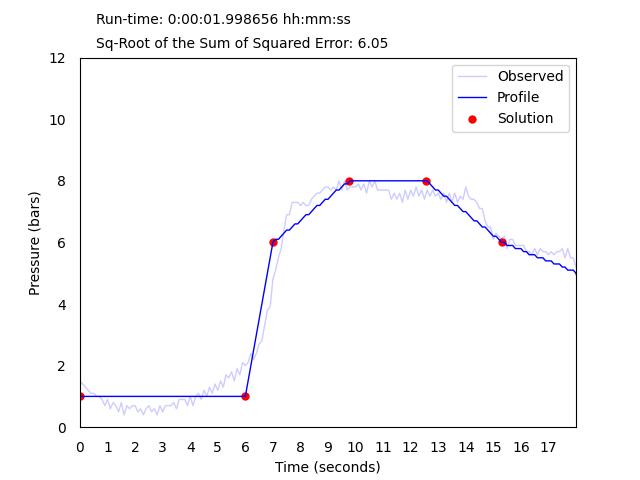 Run-time: 0:00:01.998656 hh:mm:ss
Sq-Root of the Sum of Squared Error: 6.05
12
10
8
6
4
2
0
Pressure (bars)
Observed
Profile
Solution
0 1 2 3 4 5 6 7 8 9 10 11 12 13 14 15 16 17
Time (seconds)